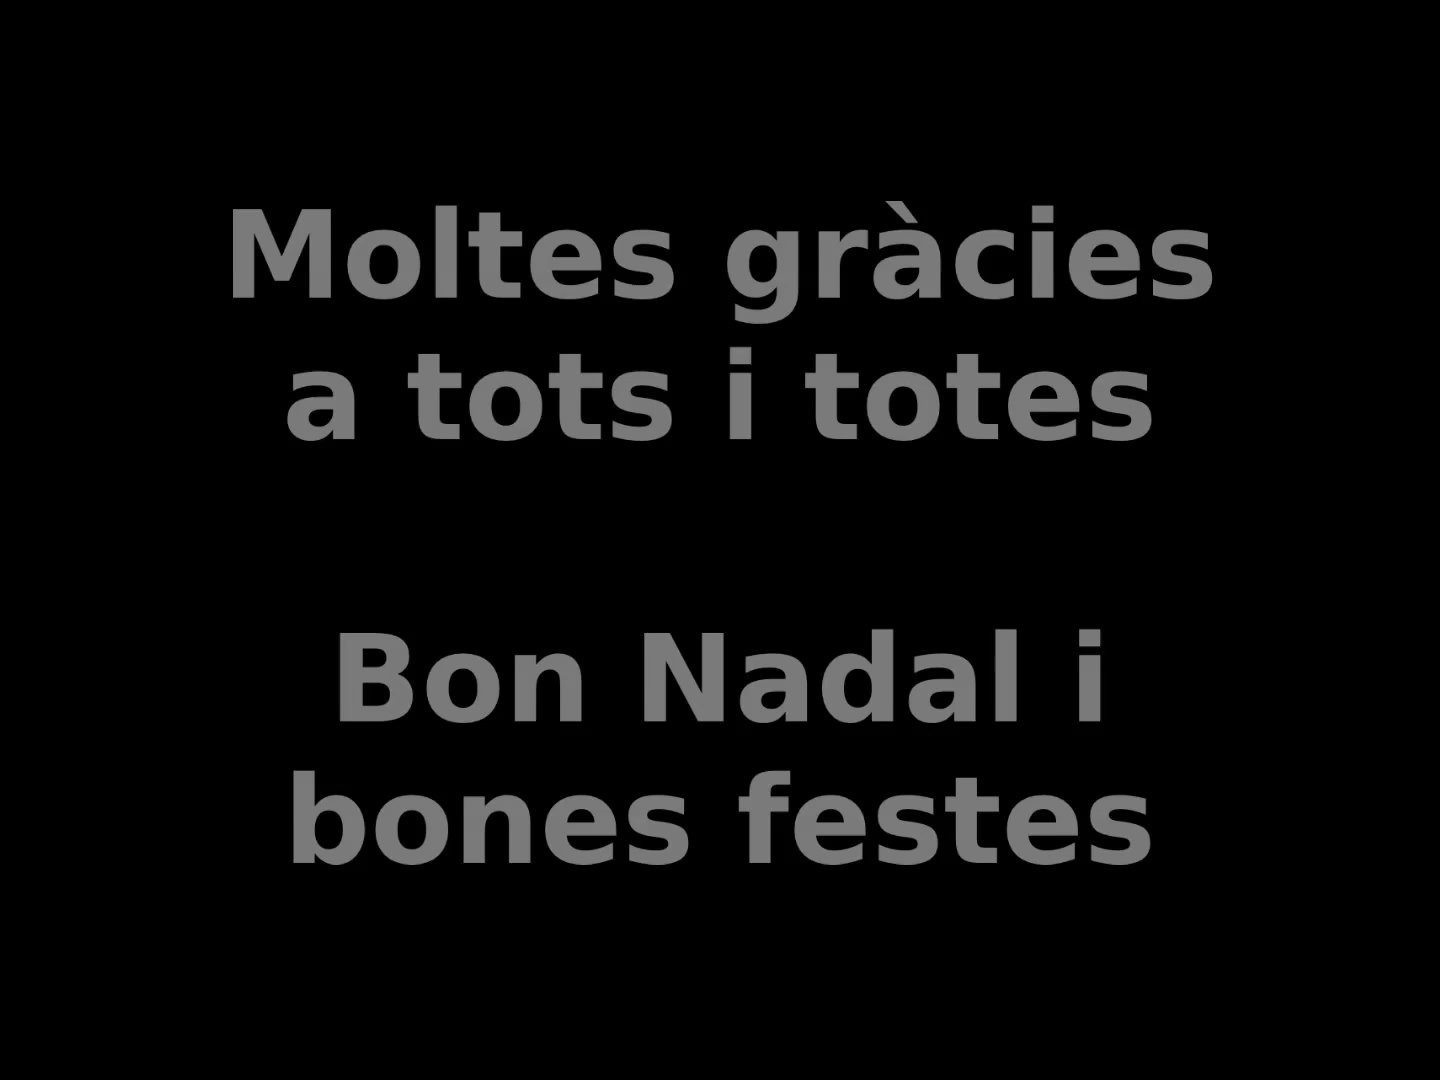 Moltes gràcies
a tots i totes
Bon Nadal i
bones festes